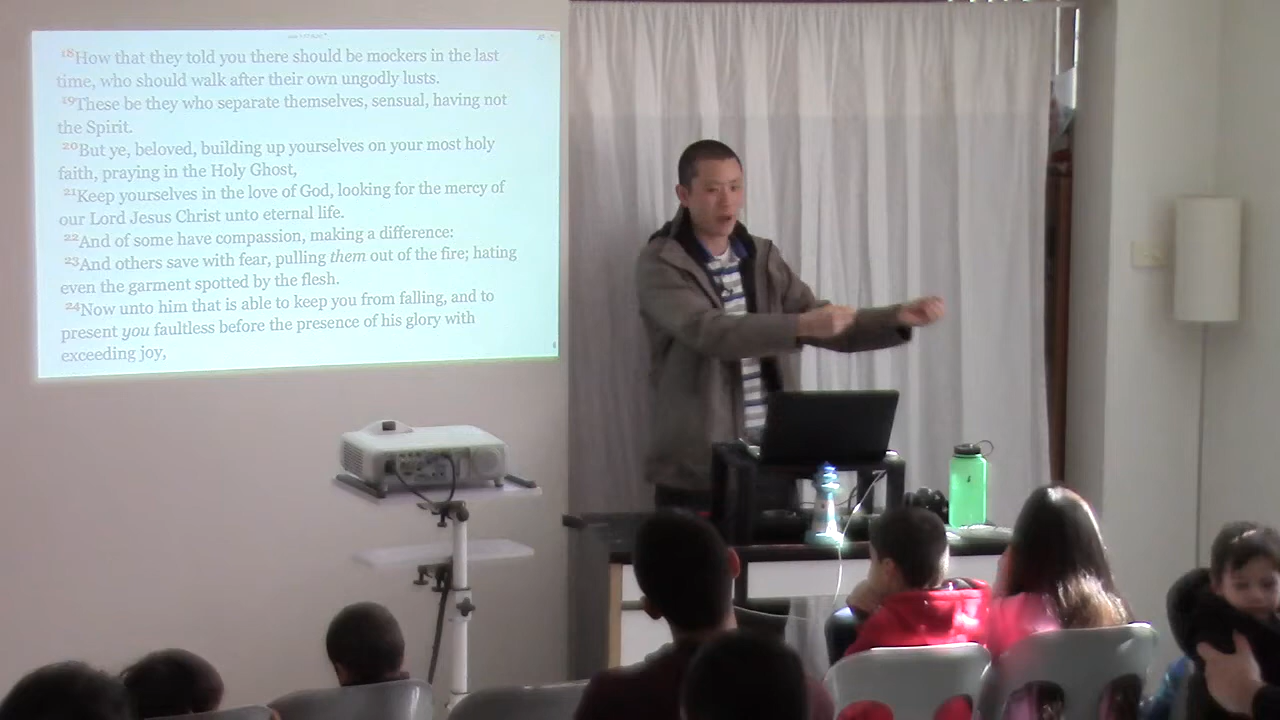 18How that they told you there should be mockers in the last
time, who should walk after their own ungodly lusts.
19These be they who separate themselves, sensual, having not
the Spirit.
20But ye, beloved, building up yourselves on your most holy
faith, praying in the Holy Ghost,
21Keep yourselves in the love of God, looking for the mercy of
our Lord Jesus Christ unto eternal life.
22And of some have compassion, making a difference:
23And others save with fear, pulling them out of the fire; hating
even the garment spotted by the flesh.
24Now unto him that is able to keep you from falling, and to
present you faultless before the presence of his glory with
exceeding joy,